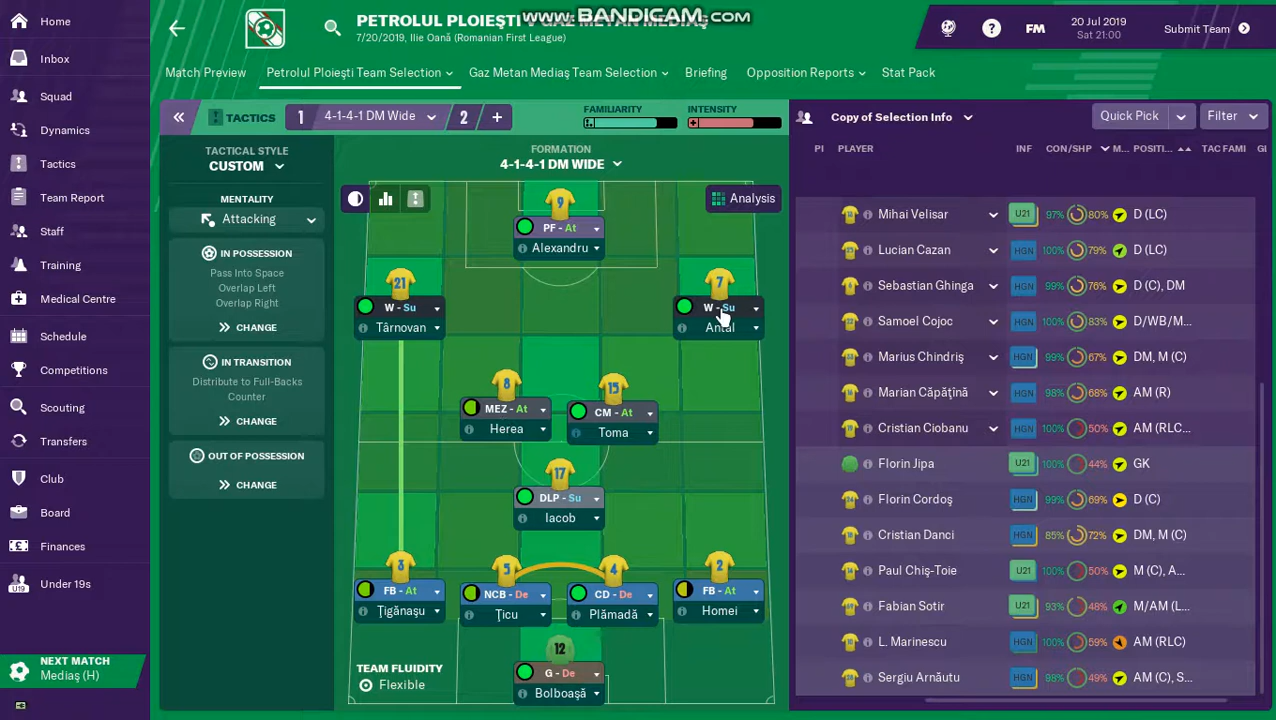 Home
Inbox
Squad
Dynamics
Tactics
Team Report
Staff
Training
Medical Centre
Schedule
Competitions
Scouting
Transfers
Club
Board
Finances
U19
Under 19s
NEXT MATCH
Mediaş (H)
PETROLUL PLOIEŞTI
www.BANDICAM.com
7/20/2019, Ilie Oană (Romanian First League)
? FM
20 Jul 2019
Sat 21:00
Submit Team
Match Preview
Petrolul Ploieşti Team Selection
Gaz Metan Mediaş Team Selection
Briefing
Opposition Reports
Stat Pack
TACTICS
1 4-1-4-1 DM Wide 2 +
FAMILIARITY
INTENSITY
TACTICAL STYLE
CUSTOM
MENTALITY
Attacking
IN POSSESSION
Pass Into Space
Overlap Left
Overlap Right
CHANGE
IN TRANSITION
Distribute to Full-Backs
Counter
CHANGE
OUT OF POSSESSION
CHANGE
FORMATION
4-1-4-1 DM WIDE
Analysis
9
PF - At
Alexandru
21
W - Su
Târnovan
7
W - Su
Antal
8
MEZ - At
Herea
15
CM - At
Toma
17
DLP - Su
Iacob
3
FB - At
Ţigănaşu
5
NCB - De
Ţicu
4
CD - De
Plămadă
2
FB - At
Homei
12
G - De
Bolboaşă
TEAM FLUIDITY
Flexible
Copy of Selection Info
Quick Pick
Filter
PI PLAYER INF CON/SHP M... POSITI... TAC FAMI
Mihai Velisar U21 97% 80% D (LC)
Lucian Cazan HGN 100% 79% D (LC)
Sebastian Ghinga HGN 99% 76% D (C), DM
Samoel Cojoc HGN 100% 83% D/WB/M...
Marius Chindriş HGN 99% 67% DM, M (C)
Marian Căpăţînă HGN 98% 68% AM (R)
Cristian Ciobanu HGN 100% 50% AM (RLC...
Florin Jipa U21 100% 44% GK
Florin Cordoş HGN 99% 69% D (C)
Cristian Danci HGN 85% 72% DM, M (C)
Paul Chiş-Toie U21 100% 50% M (C), A...
Fabian Sotir U21 93% 48% M/AM (L...
L. Marinescu HGN 100% 59% AM (RLC)
Sergiu Arnăutu HGN 98% 49% AM (C), S...